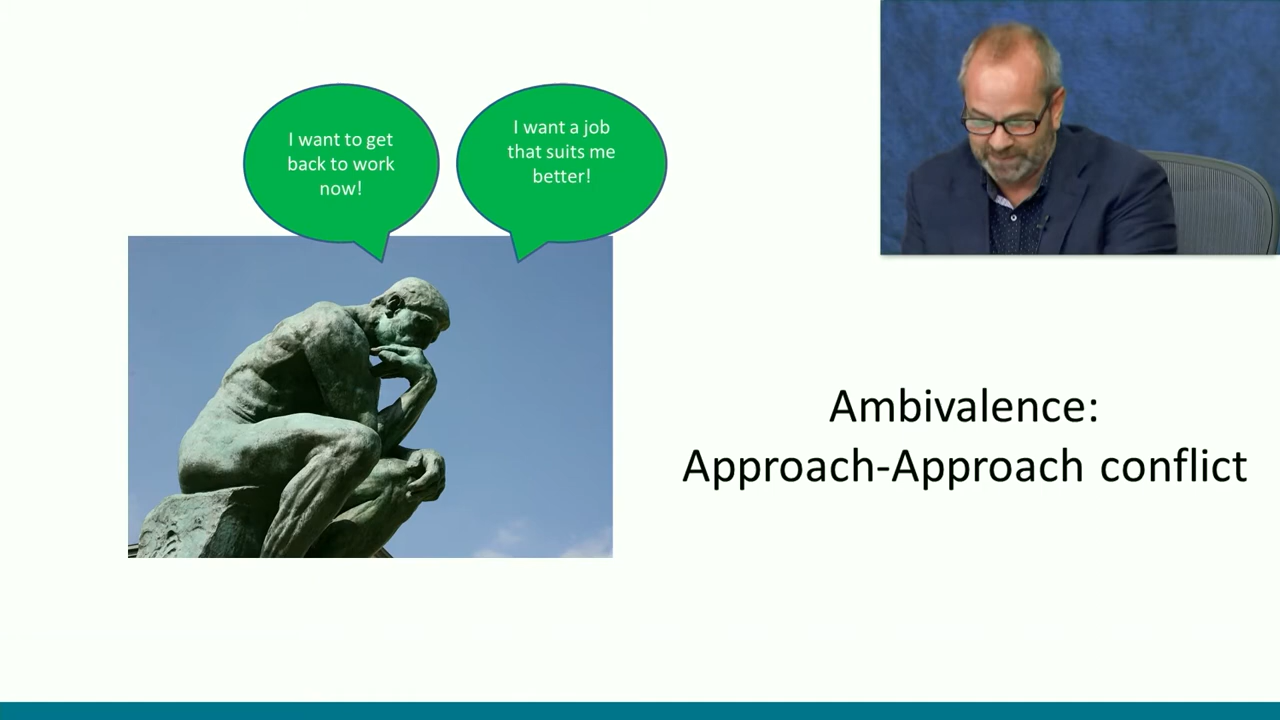 I want to get
back to work
now!
I want a job
that suits me
better!
Ambivalence:
Approach-Approach conflict